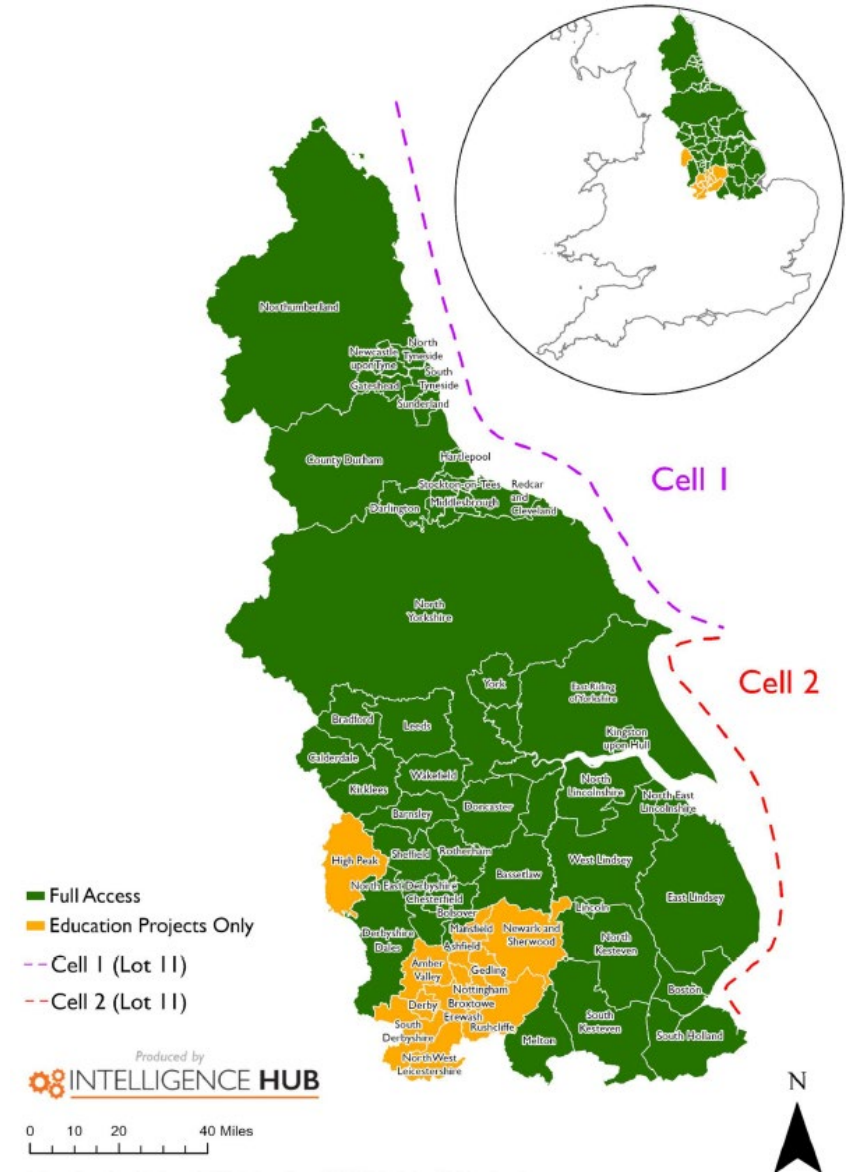 Cell 1
Cell 2
Northumberland
North
Tyneside
Newcastle
upon Tyne
South
Tyneside
Gateshead
Sunderland
County Durham
Hartlepool
Stockton-on-Tees
Redcar
and
Cleveland
Middlesbrough
Darlington
North
Yorkshire
York
East Riding
of Yorkshire
Bradford
Leeds
Kingston
upon Hull
Calderdale
Wakefield
Kicklees
North
Lincolnshire
North East
Lincolnshire
Barnsley
Doncaster
High Peak
Sheffield
Rotherham
Bassetlaw
West Lindsey
East Lindsey
North East Derbyshire
Chesterfield
Bolsover
Lincoln
Derbyshire
Dales
Mansfield
Ashfield
Newark and
Sherwood
North
Kesteven
Amber
Valley
Gedling
Nottingham
Boston
Derby
Broxtowe
Erewash
Rushcliffe
South
Derbyshire
South
Kesteven
South Holland
Melton
North West
Leicestershire
Full Access
Education Projects Only
Cell 1 (Lot 11)
Cell 2 (Lot 11)
Produced by
INTELLIGENCE HUB
0 10 20 40 Miles
N